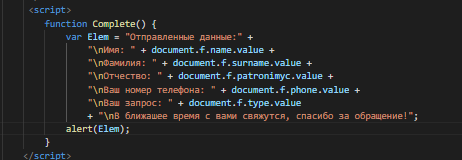 <script>
function Complete() {
var Elem = "Отправленные данные:" +
"\nИмя: " + document.f.name.value +
"\nФамилия: " + document.f.surname.value +
"\nОтчество: " + document.f.patronimyc.value +
"\nВаш номер телефона: " + document.f.phone.value +
"\nВаш запрос: " + document.f.type.value
+ "\nВ ближашее время с вами свяжутся, спасибо за обращение!";
alert(Elem);
}
</script>